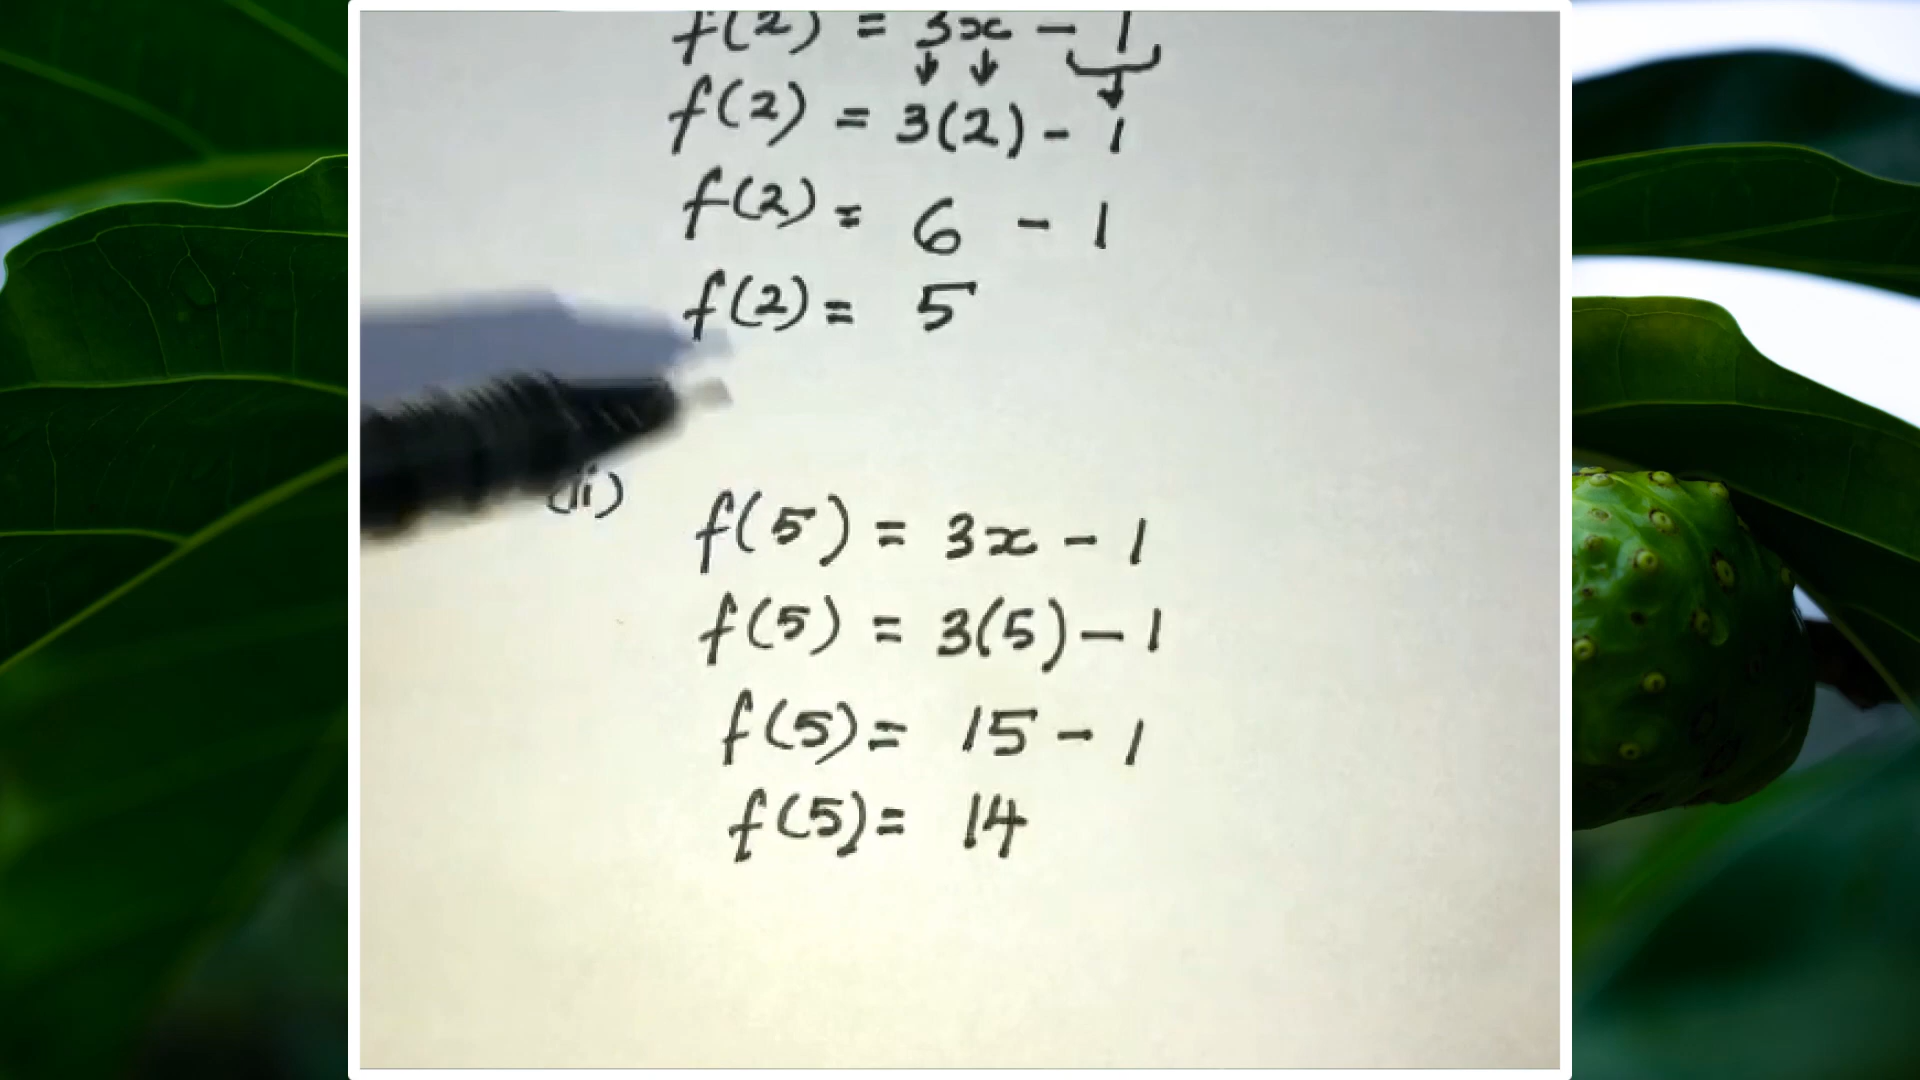 f(2) = 3x - 1
f(2) = 3(2) - 1
f(2) = 6 - 1
f(2) = 5
(ii)
f(5) = 3x - 1
f(5) = 3(5) - 1
f(5) = 15 - 1
f(5) = 14